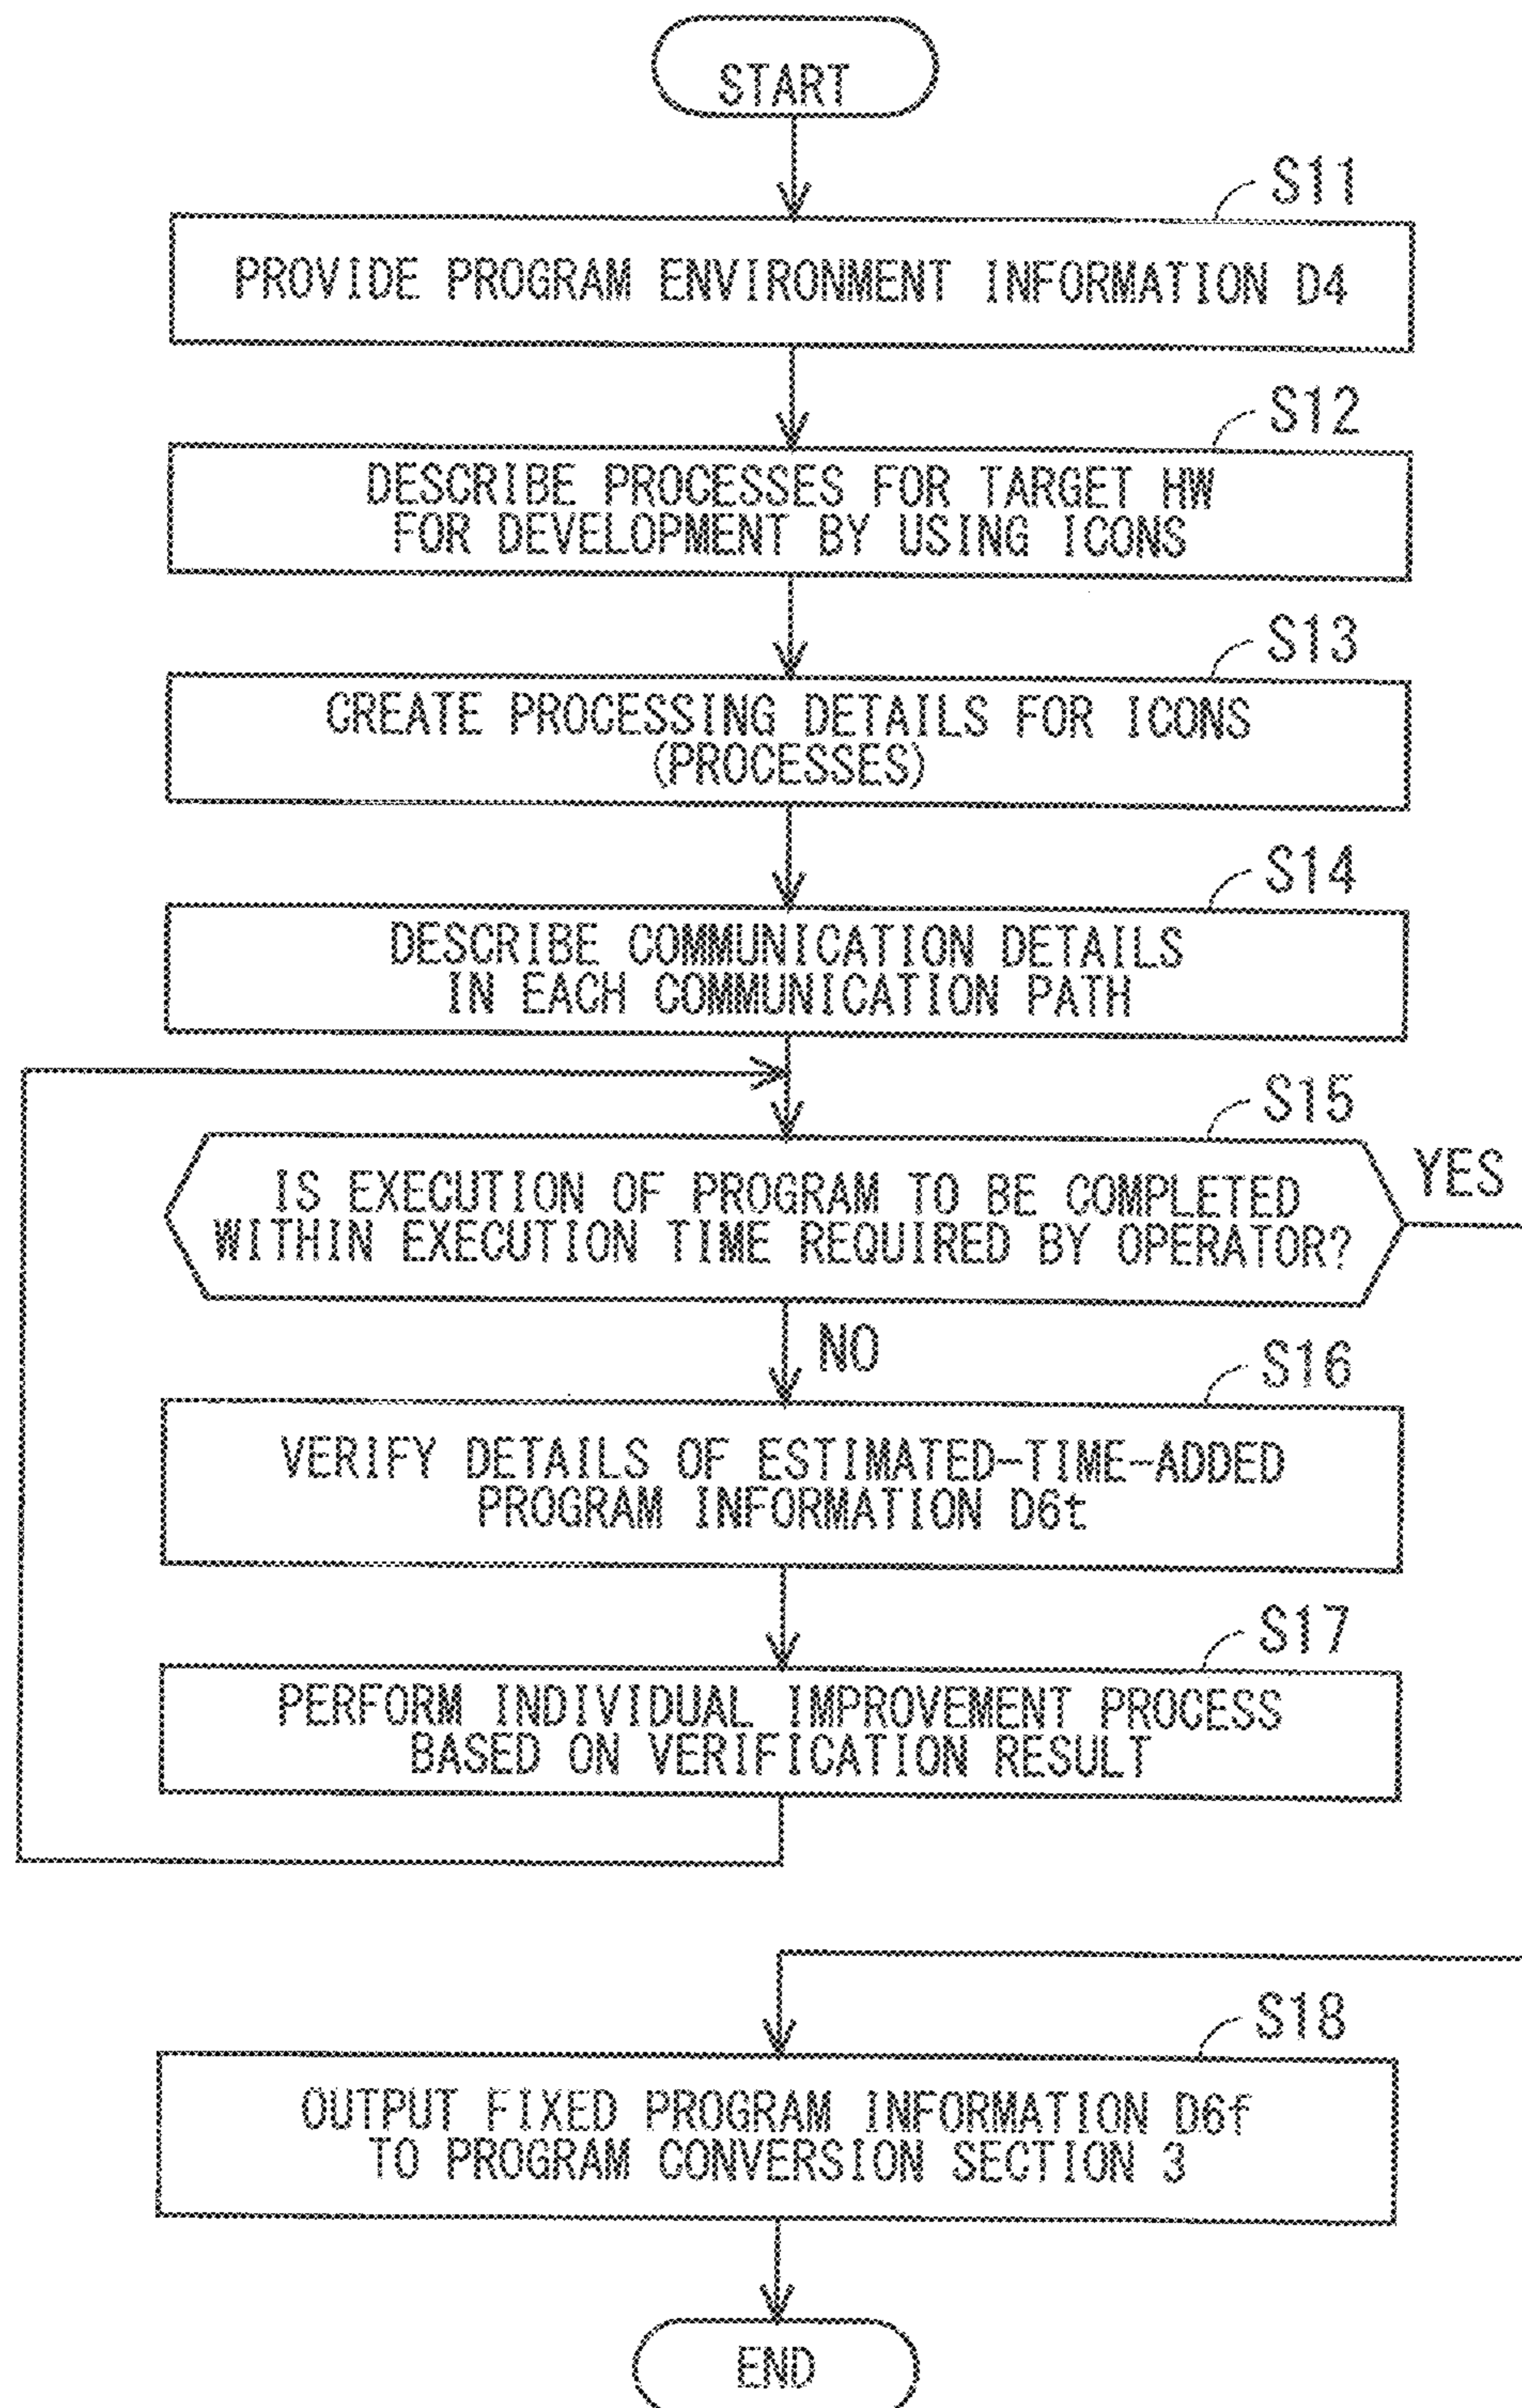 START
S11
PROVIDE PROGRAM ENVIRONMENT INFORMATION D4
S12
DESCRIBE PROCESSES FOR TARGET HW
FOR DEVELOPMENT BY USING ICONS
S13
CREATE PROCESSING DETAILS FOR ICONS
(PROCESSES)
S14
DESCRIBE COMMUNICATION DETAILS
IN EACH COMMUNICATION PATH
S15
IS EXECUTION OF PROGRAM TO BE COMPLETED
WITHIN EXECUTION TIME REQUIRED BY OPERATOR?
YES
NO
S16
VERIFY DETAILS OF ESTIMATED-TIME-ADDED
PROGRAM INFORMATION D6t
S17
PERFORM INDIVIDUAL IMPROVEMENT PROCESS
BASED ON VERIFICATION RESULT
S18
OUTPUT FIXED PROGRAM INFORMATION D6f
TO PROGRAM CONVERSION SECTION 3
END